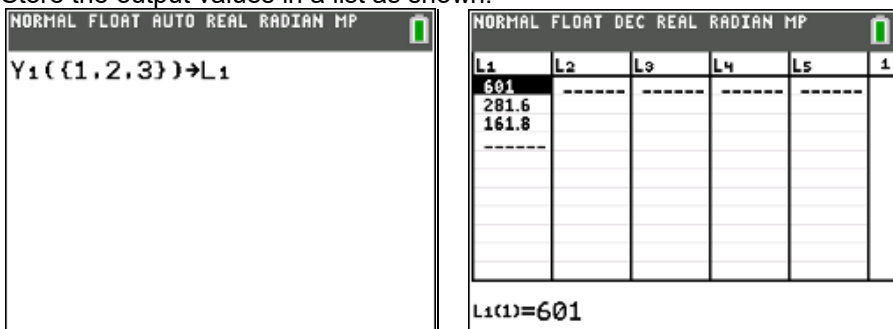 Store the output values in a list as shown.
NORMAL FLOAT AUTO REAL RADIAN MP
Y₁({1,2,3})→L₁
NORMAL FLOAT DEC REAL RADIAN MP
L₁ L₂ L₃ L₄ L₅ 1
601 ------ ------ ------ ------
281.6
161.8
------
L₁(1)=601